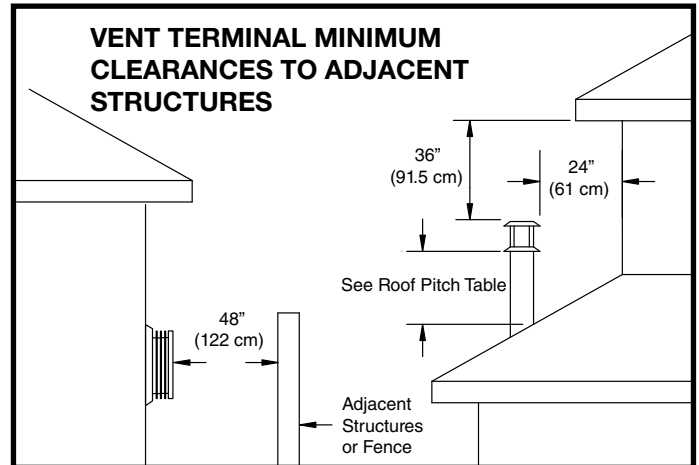 VENT TERMINAL MINIMUM
CLEARANCES TO ADJACENT
STRUCTURES
36”
(91.5 cm)
24”
(61 cm)
See Roof Pitch Table
48”
(122 cm)
Adjacent
Structures
or Fence